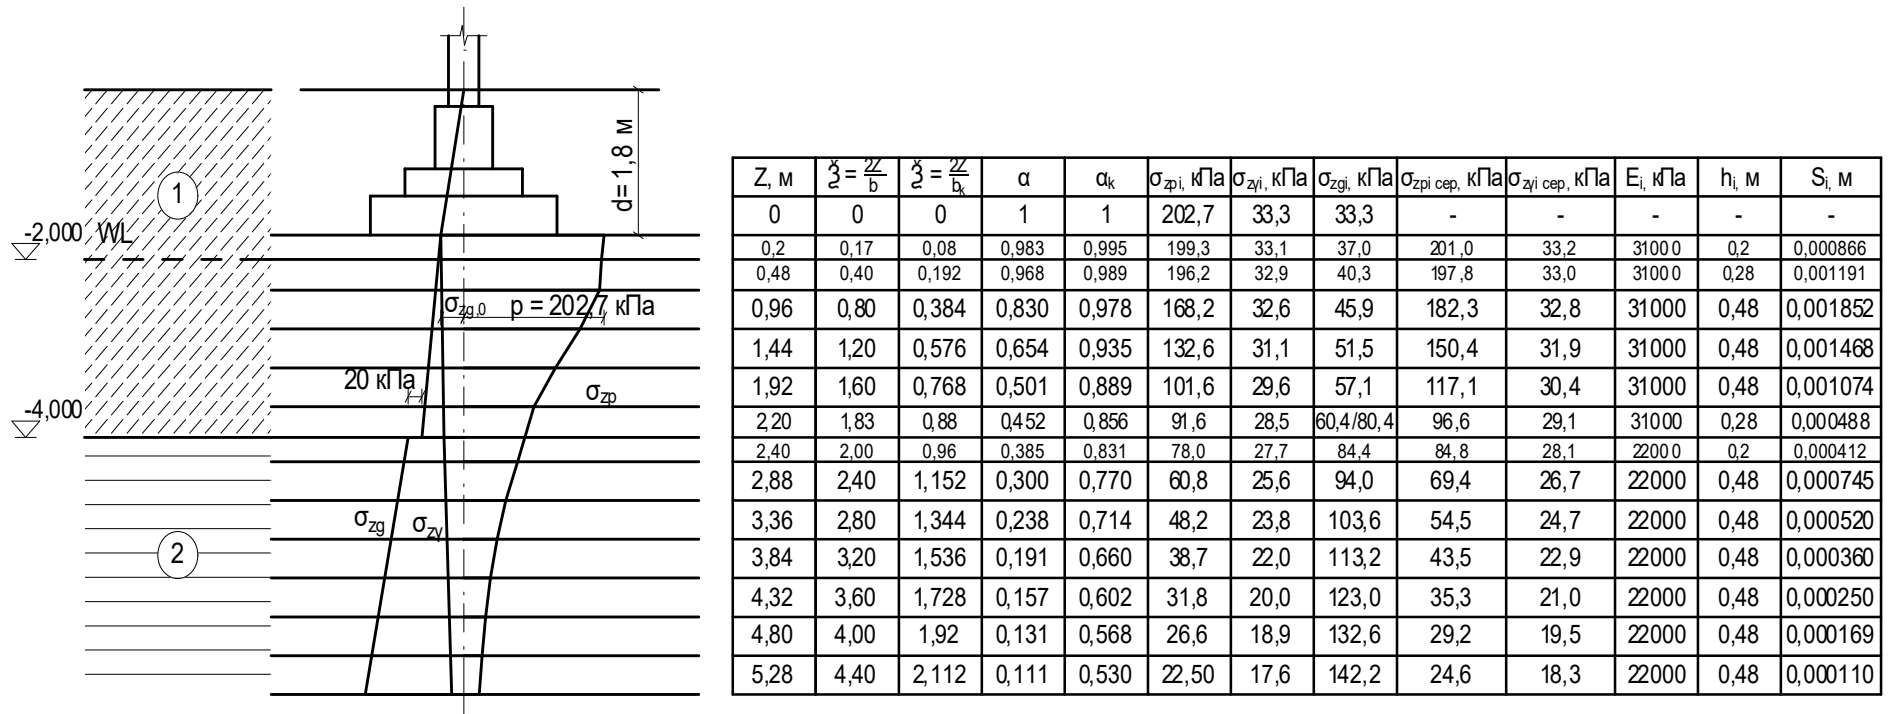 d=1,8 м
1
-2,000 WL
σzg,0 p = 202,7 кПа
20 кПа
σzp
-4,000
σzg σzγ
2
Z, м ξ = 2Z/b ξ = 2Z/bk α αk σzpi, кПа σzγi, кПа σzgi, кПа σzpi сер, кПа σzγi сер, кПа Ei, кПа hi, м Si, м
0 0 0 1 1 202,7 33,3 33,3 - - - - -
0,2 0,17 0,08 0,983 0,995 199,3 33,1 37,0 201,0 33,2 31000 0,2 0,000866
0,48 0,40 0,192 0,968 0,989 196,2 32,9 40,3 197,8 33,0 31000 0,28 0,001191
0,96 0,80 0,384 0,830 0,978 168,2 32,6 45,9 182,3 32,8 31000 0,48 0,001852
1,44 1,20 0,576 0,654 0,935 132,6 31,1 51,5 150,4 31,9 31000 0,48 0,001468
1,92 1,60 0,768 0,501 0,889 101,6 29,6 57,1 117,1 30,4 31000 0,48 0,001074
2,20 1,83 0,88 0,452 0,856 91,6 28,5 60,4/80,4 96,6 29,1 31000 0,28 0,000488
2,40 2,00 0,96 0,385 0,831 78,0 27,7 84,4 84,8 28,1 22000 0,2 0,000412
2,88 2,40 1,152 0,300 0,770 60,8 25,6 94,0 69,4 26,7 22000 0,48 0,000745
3,36 2,80 1,344 0,238 0,714 48,2 23,8 103,6 54,5 24,7 22000 0,48 0,000520
3,84 3,20 1,536 0,191 0,660 38,7 22,0 113,2 43,5 22,9 22000 0,48 0,000360
4,32 3,60 1,728 0,157 0,602 31,8 20,0 123,0 35,3 21,0 22000 0,48 0,000250
4,80 4,00 1,92 0,131 0,568 26,6 18,9 132,6 29,2 19,5 22000 0,48 0,000169
5,28 4,40 2,112 0,111 0,530 22,50 17,6 142,2 24,6 18,3 22000 0,48 0,000110